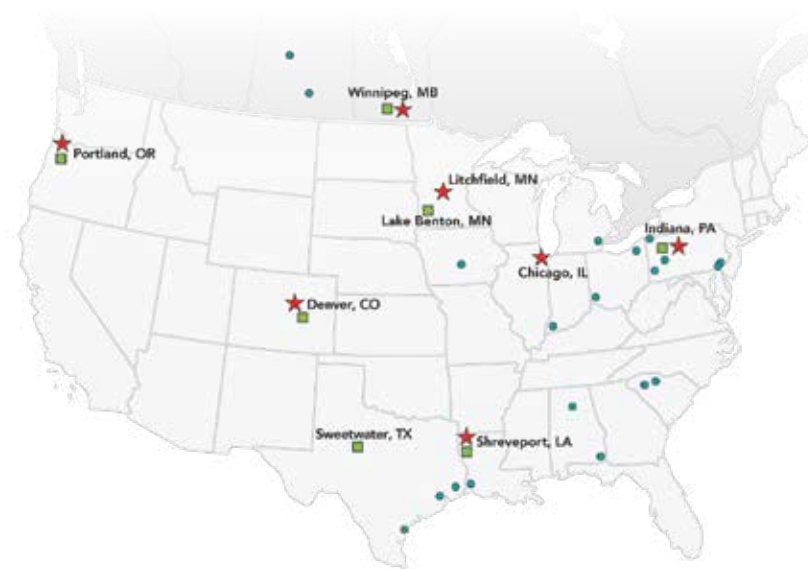 Winnipeg, MB
Portland, OR
Litchfield, MN
Lake Benton, MN
Indiana, PA
Chicago, IL
Denver, CO
Sweetwater, TX
Shreveport, LA